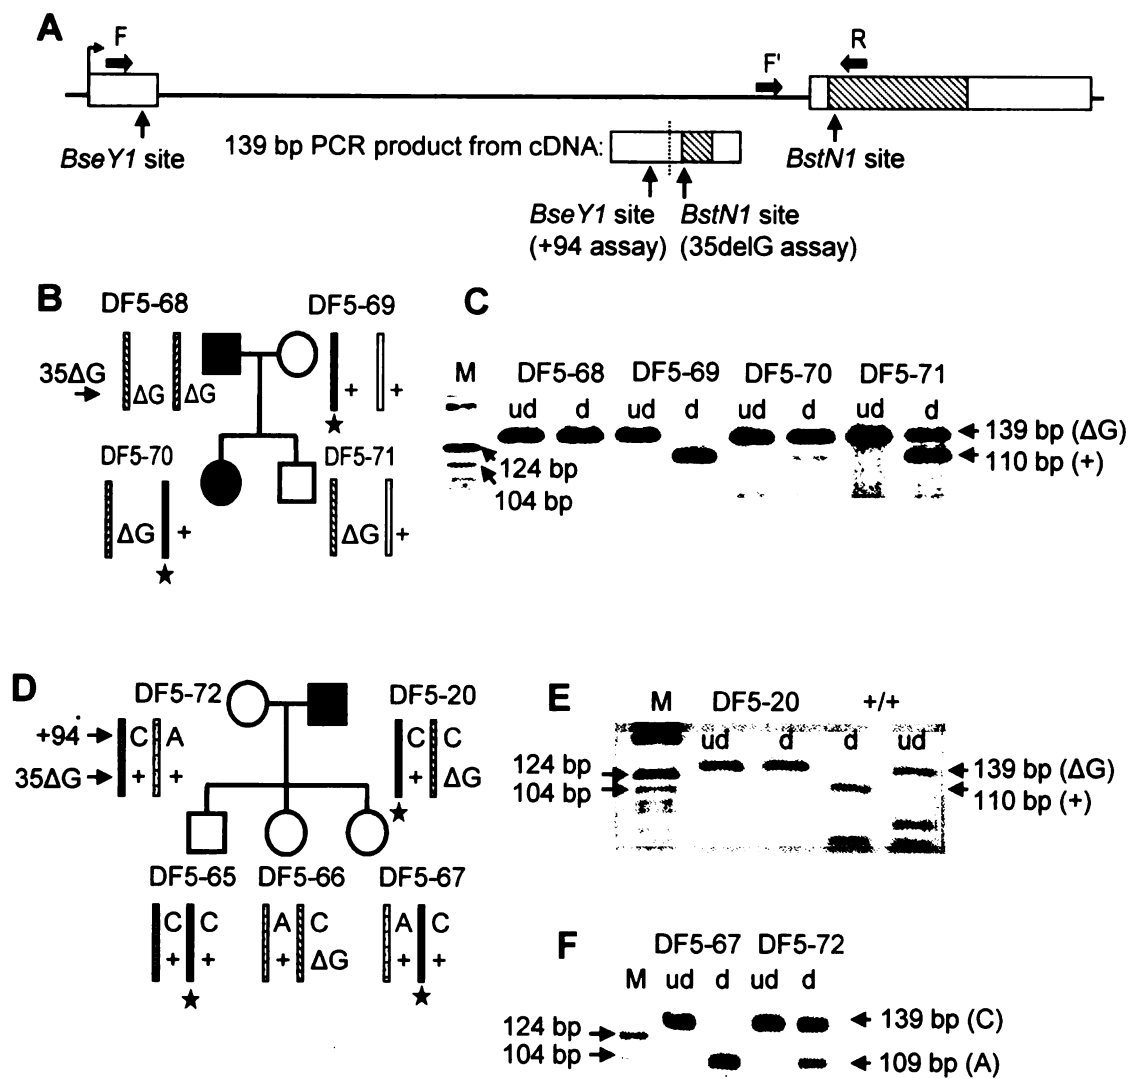 A
F
F'
R
BseY1 site
139 bp PCR product from cDNA:
BstN1 site
BseY1 site
(+94 assay)
BstN1 site
(35delG assay)
B
DF5-68
DF5-69
35ΔG
ΔG
ΔG
+
+
DF5-70
DF5-71
ΔG
+
ΔG
+
C
M
DF5-68
DF5-69
DF5-70
DF5-71
ud
d
ud
d
ud
d
ud
d
139 bp (ΔG)
110 bp (+)
124 bp
104 bp
D
DF5-72
DF5-20
+94
C
A
C
C
35ΔG
+
+
+
ΔG
DF5-65
DF5-66
DF5-67
C
C
A
C
A
C
+
+
+
ΔG
+
+
E
M
DF5-20
+/+
ud
d
d
ud
124 bp
104 bp
139 bp (ΔG)
110 bp (+)
F
DF5-67
DF5-72
M
ud
d
ud
d
124 bp
104 bp
139 bp (C)
109 bp (A)